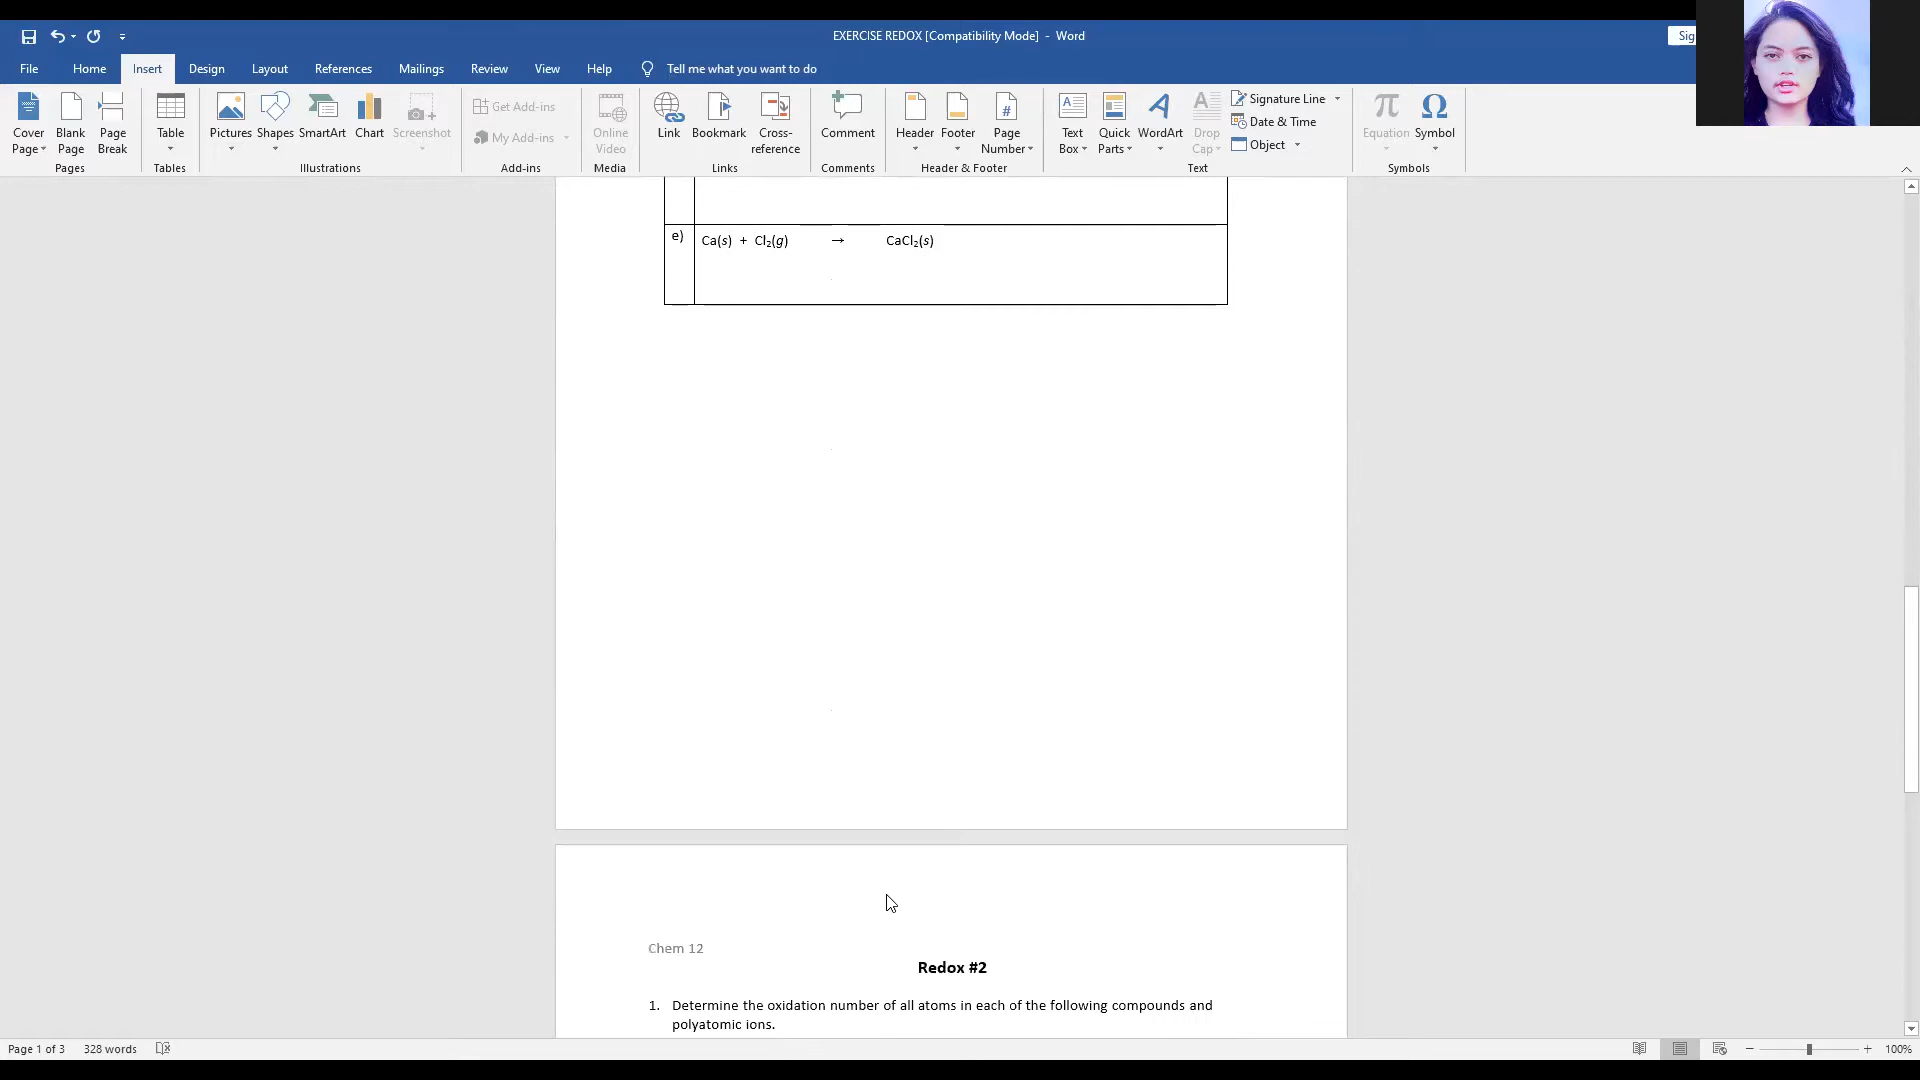 EXERCISE REDOX [Compatibility Mode] - Word
Sig
File Home Insert Design Layout References Mailings Review View Help Tell me what you want to do
Cover Page
Blank Page
Page Break
Pages
Table
Tables
Pictures
Shapes
SmartArt
Chart
Screenshot
Illustrations
Get Add-ins
My Add-ins
Add-ins
Online Video
Media
Link
Bookmark
Cross-reference
Links
Comment
Comments
Header
Footer
Page Number
Header & Footer
Text Box
Quick Parts
WordArt
Drop Cap
Signature Line
Date & Time
Object
Text
Equation
Symbol
Symbols
e) Ca(s) + Cl₂(g) → CaCl₂(s)
Chem 12
Redox #2
1. Determine the oxidation number of all atoms in each of the following compounds and
polyatomic ions.
Page 1 of 3 328 words 100%